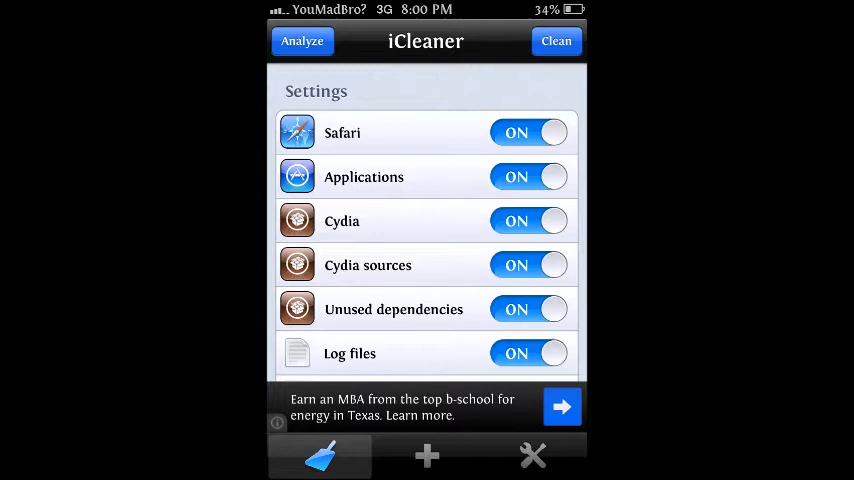 YouMadBro? 3G 8:00 PM 34%
Analyze iCleaner Clean
Settings
Safari ON
Applications ON
Cydia ON
Cydia sources ON
Unused dependencies ON
Log files ON
Earn an MBA from the top b-school for
energy in Texas. Learn more.